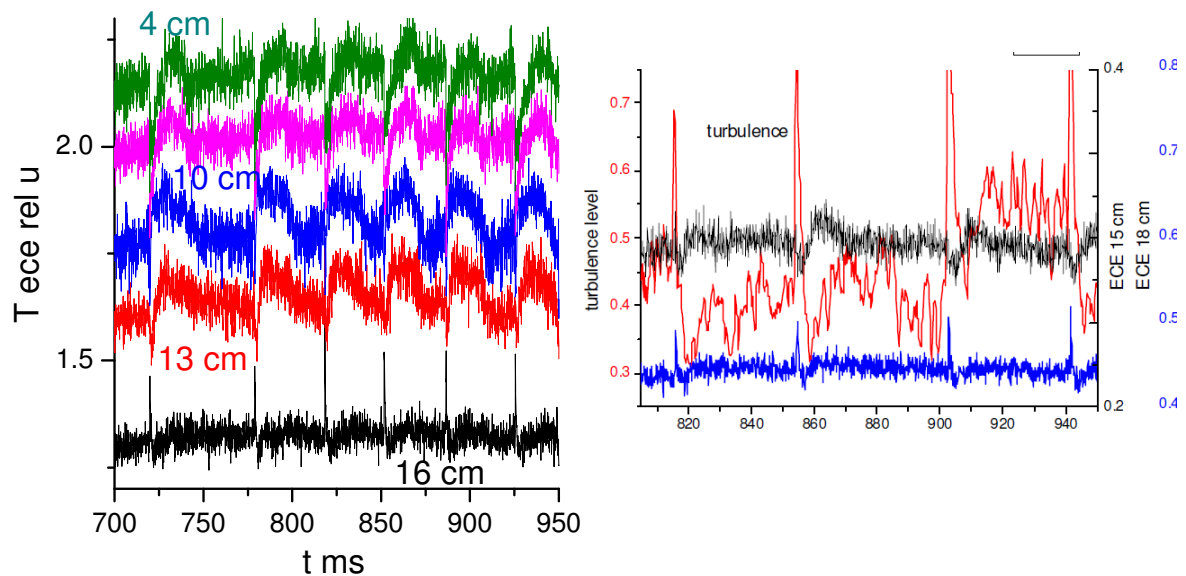 4 cm
2.0
10 cm
T ece rel u
13 cm
1.5
16 cm
700 750 800 850 900 950
t ms
0.7
0.6
0.5
0.4
0.3
turbulence level
turbulence
820 840 860 880 900 920 940
0.4
0.2
ECE 15 cm
ECE 18 cm
0.8
0.7
0.6
0.5
0.4